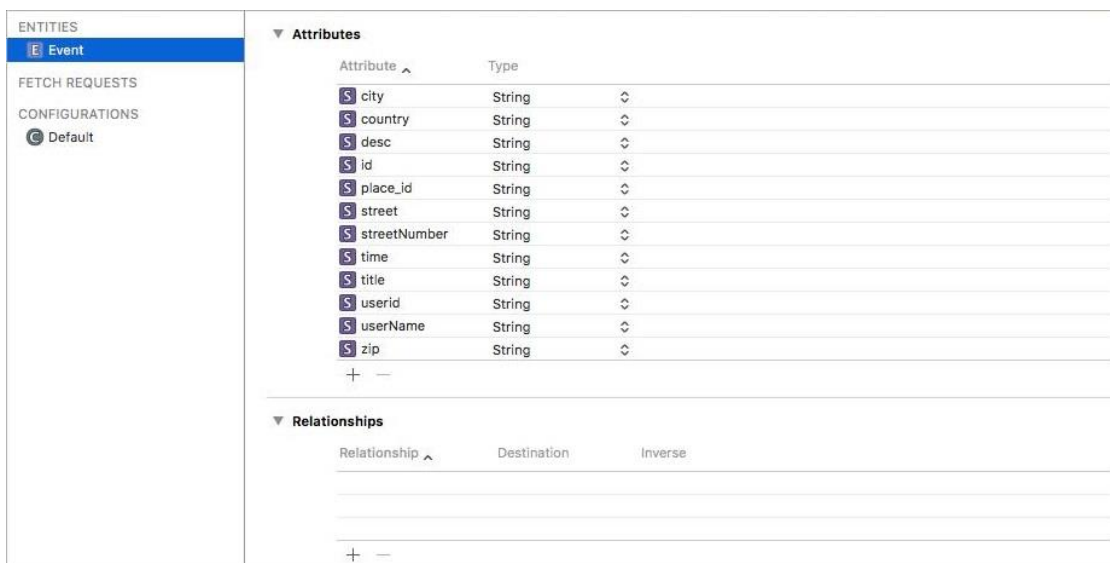 ENTITIES
E Event
FETCH REQUESTS
CONFIGURATIONS
C Default
Attributes
Attribute Type
S city String
S country String
S desc String
S id String
S place_id String
S street String
S streetNumber String
S time String
S title String
S userid String
S userName String
S zip String
+ −
Relationships
Relationship Destination Inverse
+ −